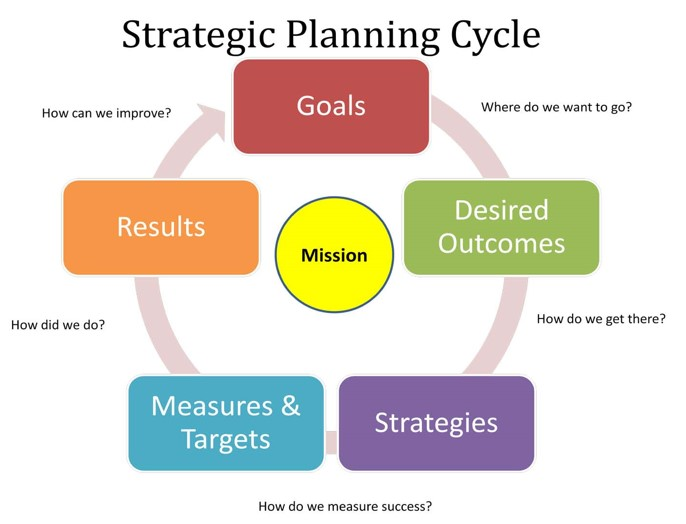 Strategic Planning Cycle
Goals
How can we improve?
Where do we want to go?
Results
Desired
Outcomes
Mission
How did we do?
How do we get there?
Measures &
Targets
Strategies
How do we measure success?